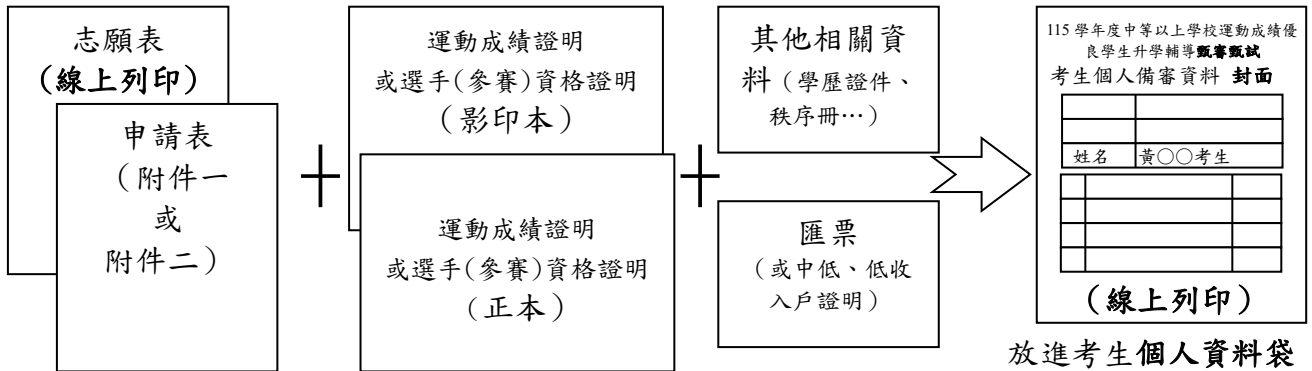 志願表
(線上列印)
申請表
(附件一
或
附件二)
運動成績證明
或選手(參賽)資格證明
(影印本)
運動成績證明
或選手(參賽)資格證明
(正本)
其他相關資
料(學歷證件、
秩序冊…)
匯票
(或中低、低收
入戶證明)
115 學年度中等以上學校運動成績優
良學生升學輔導甄審甄試
考生個人備審資料 封面
姓名 黃○○考生
(線上列印)
放進考生個人資料袋